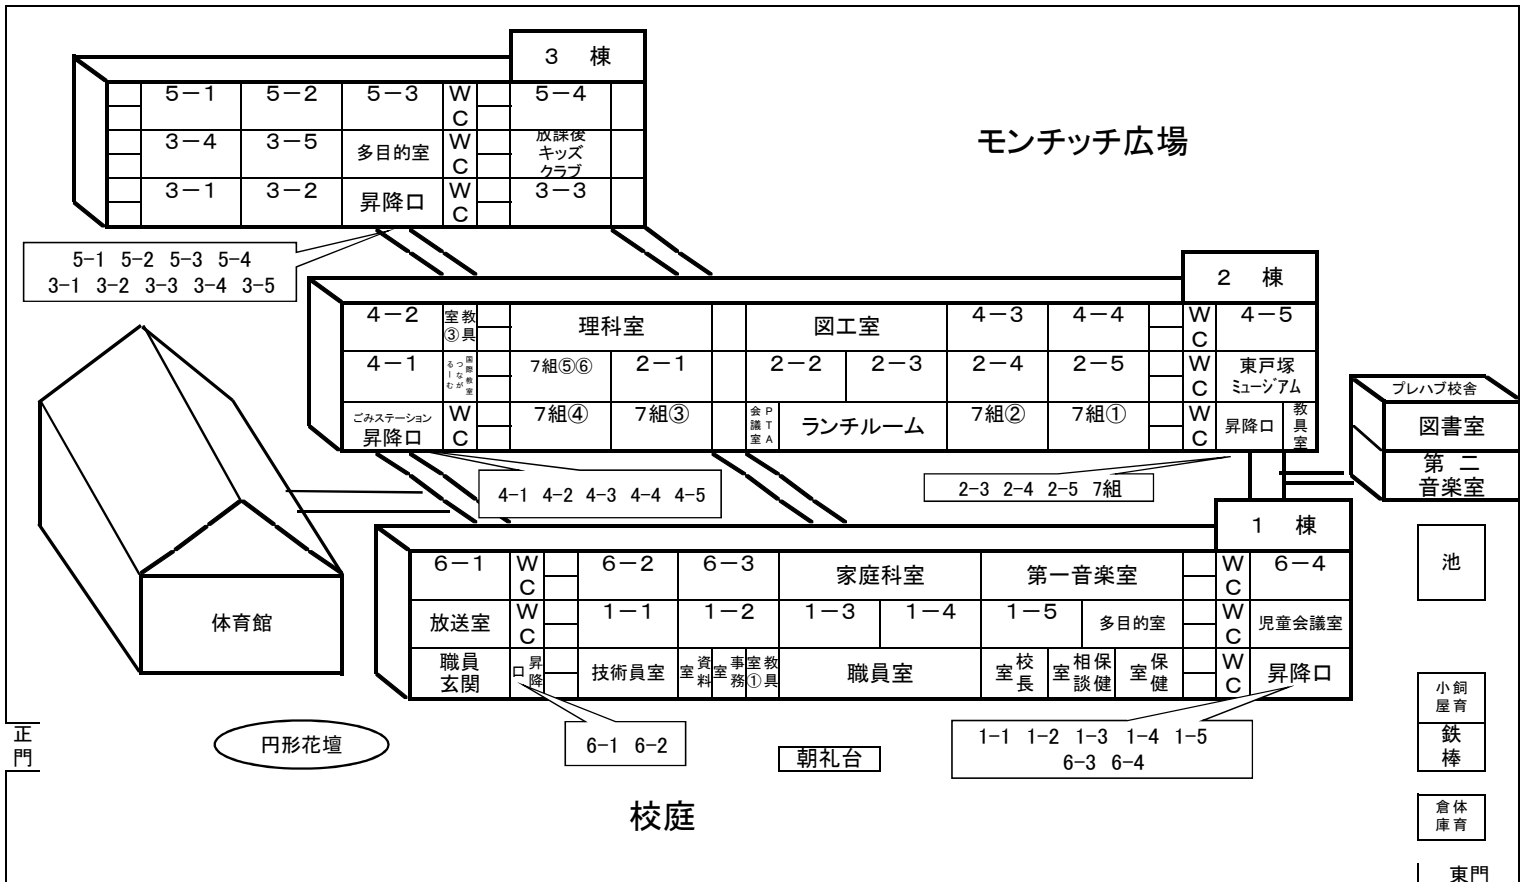 3 棟
5-1 5-2 5-3 WC 5-4
3-4 3-5 多目的室 WC 放課後キッズクラブ
3-1 3-2 昇降口 WC 3-3
モンチッチ広場
5-1 5-2 5-3 5-4
3-1 3-2 3-3 3-4 3-5
2 棟
4-2 教具室③ 理科室 図工室 4-3 4-4 WC 4-5
4-1 国際教室つながるーむ 7組⑤⑥ 2-1 2-2 2-3 2-4 2-5 WC 東戸塚ミュージアム
ごみステーション
昇降口 WC 7組④ 7組③ PTA会議室 ランチルーム 7組② 7組① WC 昇降口 教具室
プレハブ校舎
図書室
第二
音楽室
4-1 4-2 4-3 4-4 4-5
2-3 2-4 2-5 7組
1 棟
6-1 WC 6-2 6-3 家庭科室 第一音楽室 WC 6-4
放送室 WC 1-1 1-2 1-3 1-4 1-5 多目的室 WC 児童会議室
職員玄関 昇降口 技術員室 資料室 事務室 教具室① 職員室 校長室 保健相談室 保健室 WC 昇降口
体育館
池
飼育小屋
鉄棒
体育倉庫
東門
正門
円形花壇
6-1 6-2
朝礼台
1-1 1-2 1-3 1-4 1-5
6-3 6-4
校庭